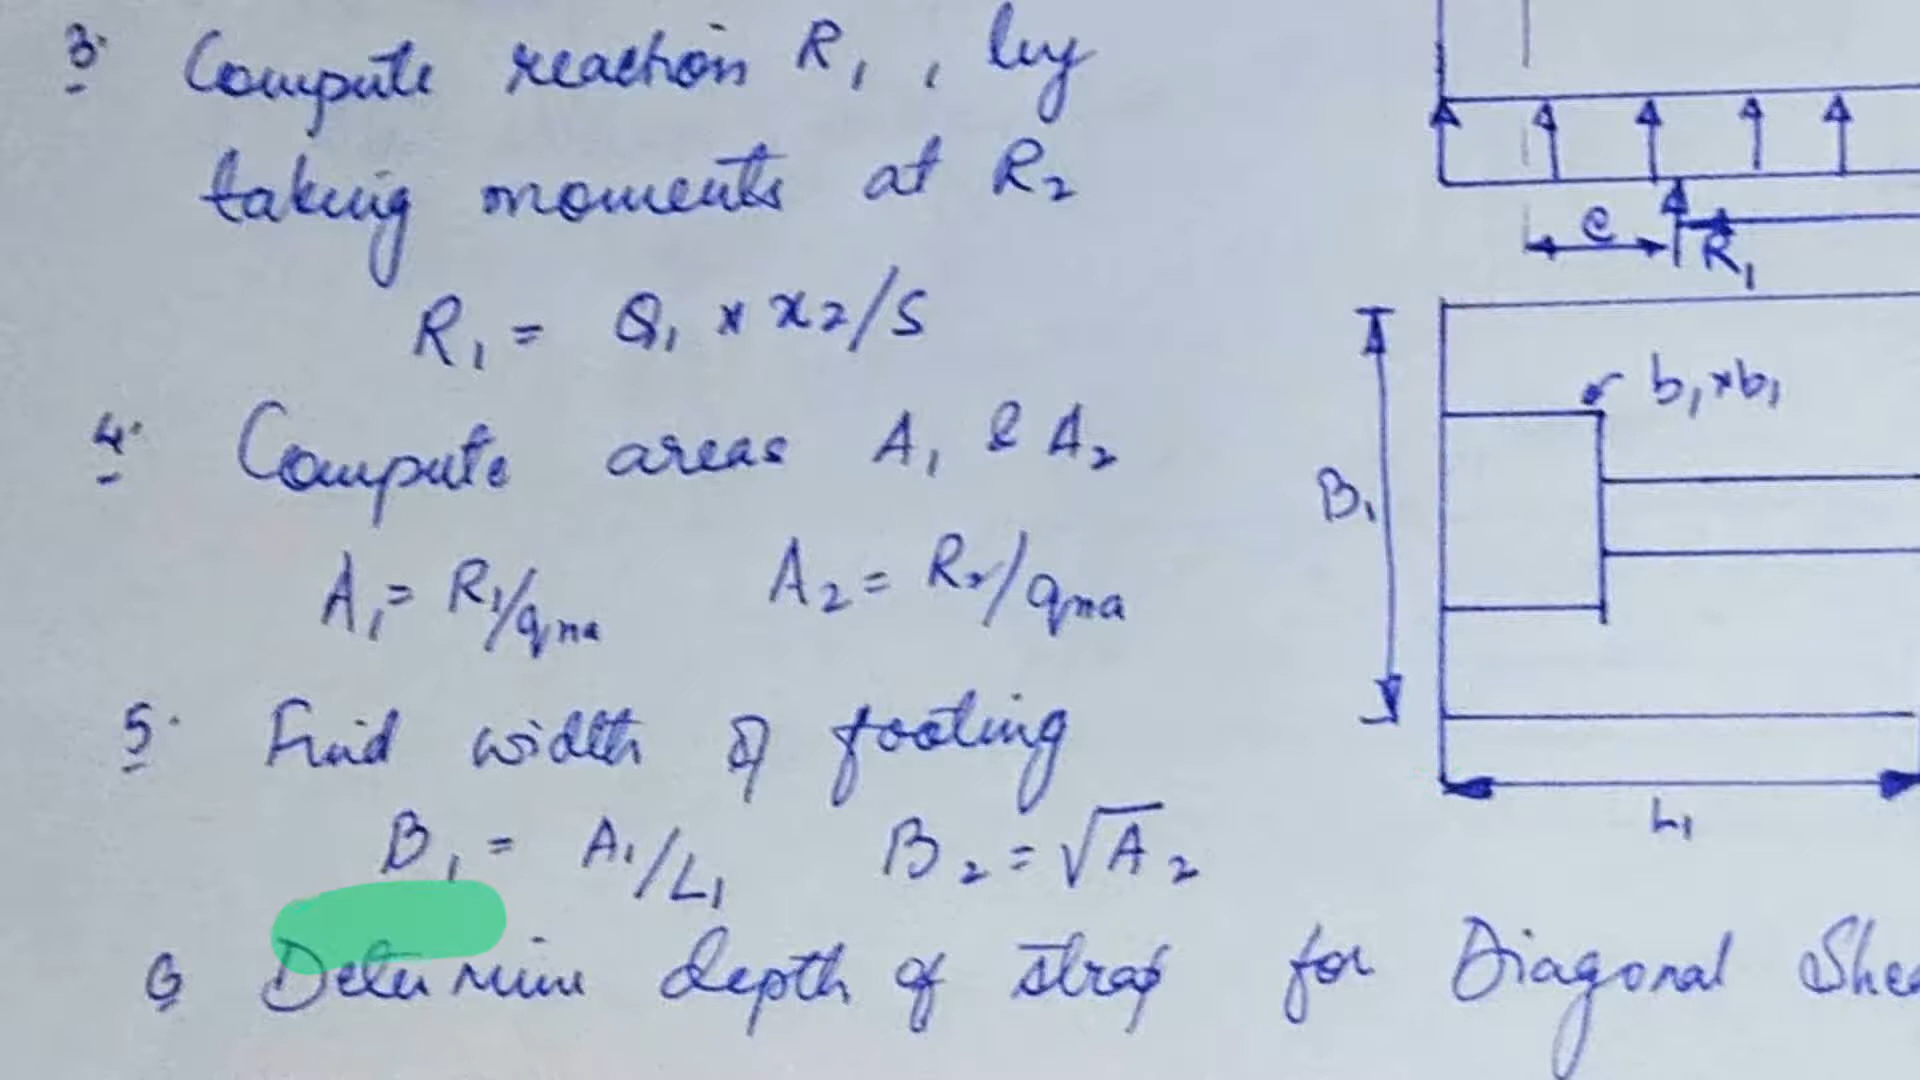 3. Compute reaction R₁, by
taking moments at R₂
R₁ = Q₁ × x₂/S
4. Compute areas A₁ & A₂
A₁ = R₁/qna A₂ = R₂/qna
5. Find width of footing
B₁ = A₁/L₁ B₂ = √A₂
6 Determine depth of strap for Diagonal Shea
e
R₁
b₁×b₁
B₁
L₁